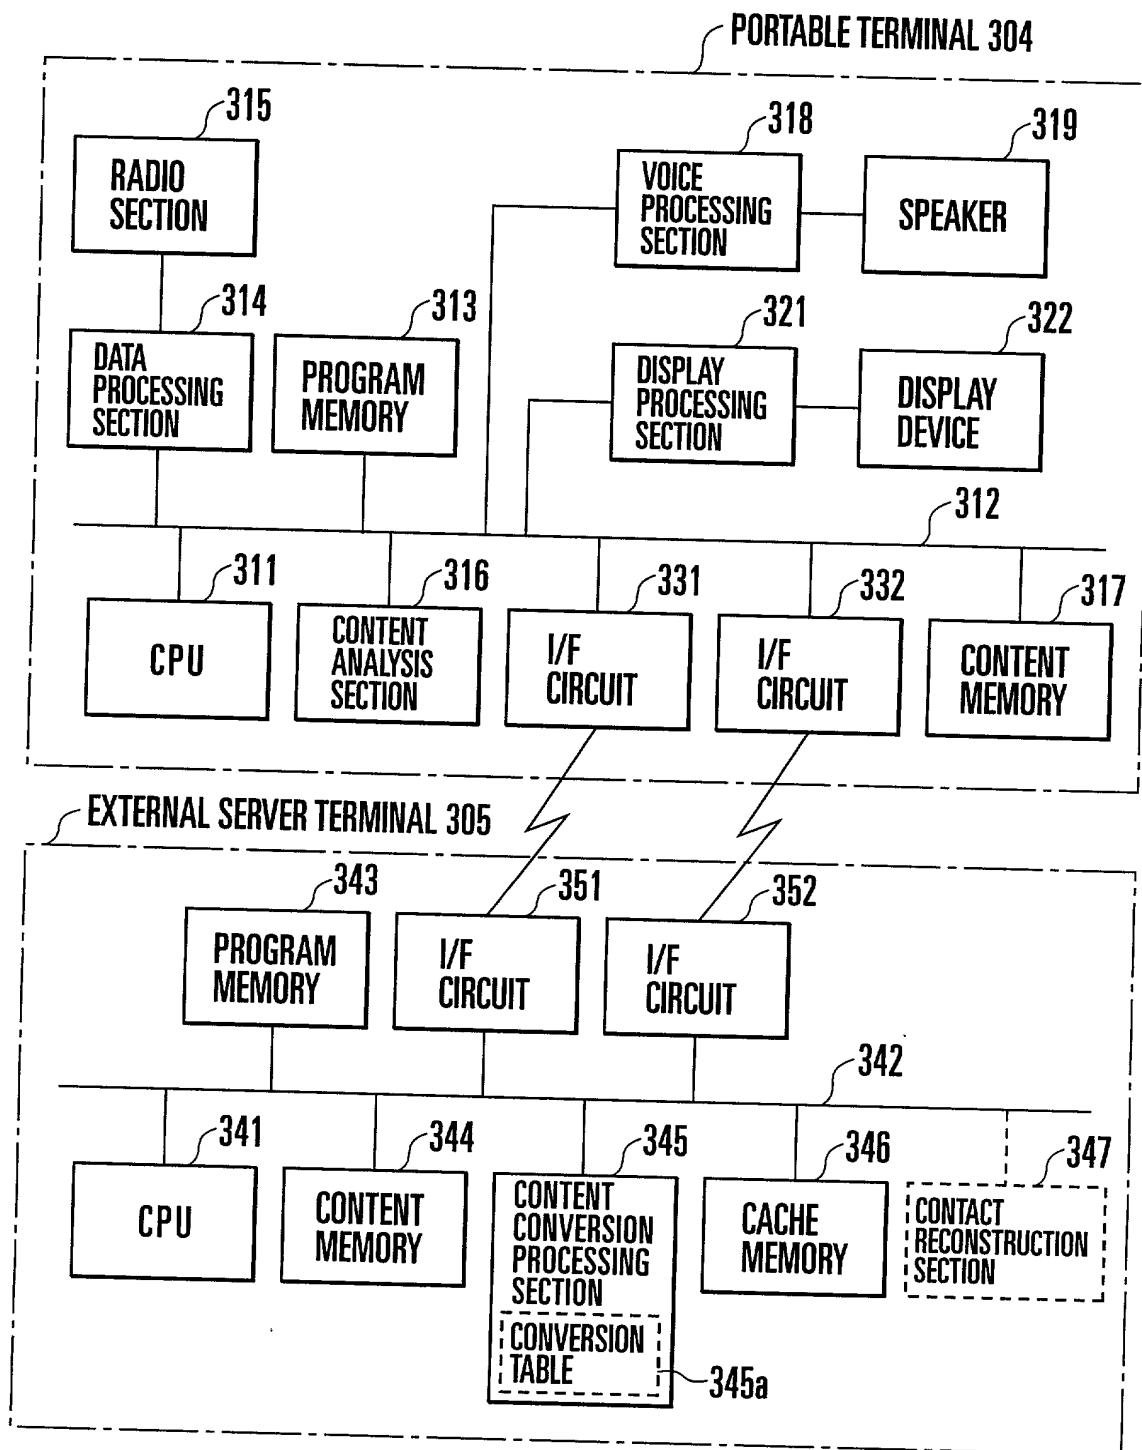 PORTABLE TERMINAL 304
315
RADIO
SECTION
318
VOICE
PROCESSING
SECTION
319
SPEAKER
314
DATA
PROCESSING
SECTION
313
PROGRAM
MEMORY
321
DISPLAY
PROCESSING
SECTION
322
DISPLAY
DEVICE
312
311
CPU
316
CONTENT
ANALYSIS
SECTION
331
I/F
CIRCUIT
332
I/F
CIRCUIT
317
CONTENT
MEMORY
EXTERNAL SERVER TERMINAL 305
343
PROGRAM
MEMORY
351
I/F
CIRCUIT
352
I/F
CIRCUIT
342
341
CPU
344
CONTENT
MEMORY
345
CONTENT
CONVERSION
PROCESSING
SECTION
CONVERSION
TABLE
345a
346
CACHE
MEMORY
347
CONTACT
RECONSTRUCTION
SECTION